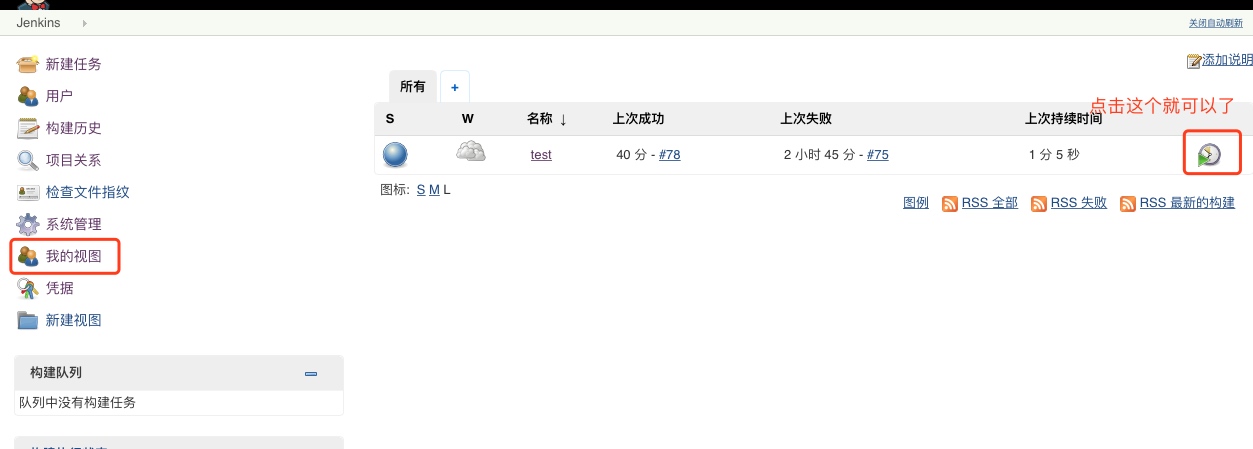 Jenkins
关闭自动刷新
新建任务
用户
构建历史
项目关系
检查文件指纹
系统管理
我的视图
凭据
新建视图
构建队列
队列中没有构建任务
添加说明
所有 +
点击这个就可以了
S W 名称 ↓ 上次成功 上次失败 上次持续时间
test 40 分 - #78 2 小时 45 分 - #75 1 分 5 秒
图标: S M L
图例 RSS 全部 RSS 失败 RSS 最新的构建